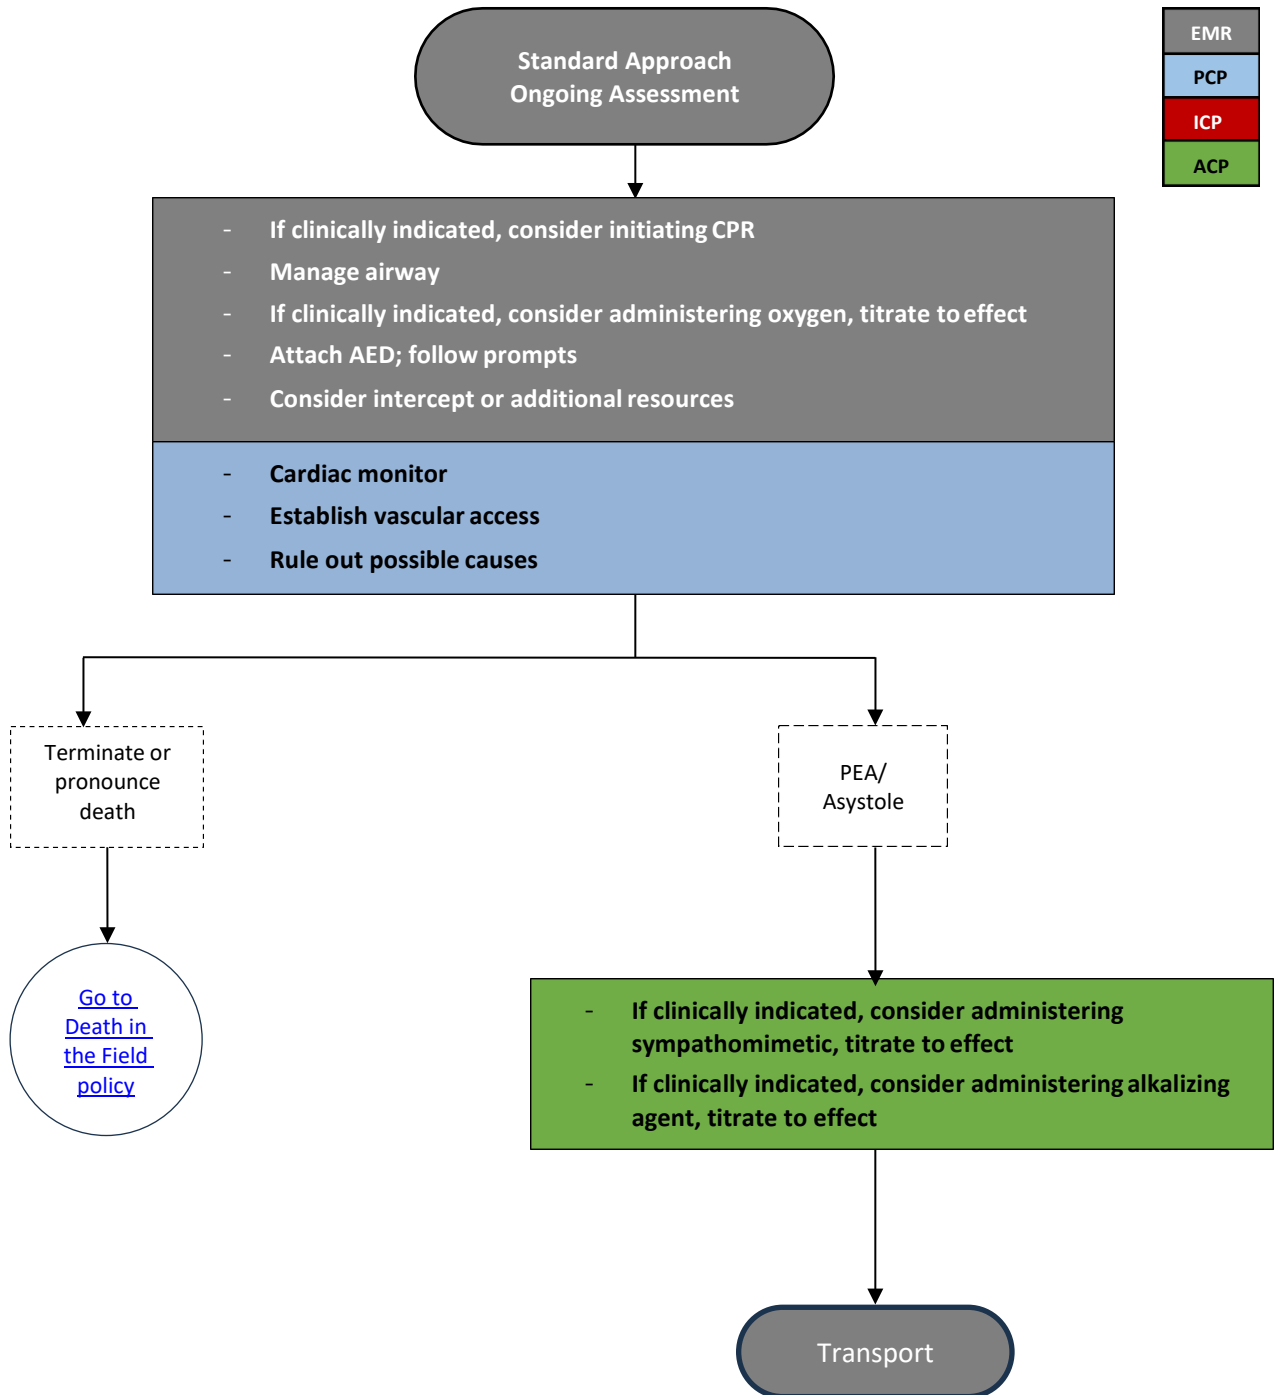 Standard Approach
Ongoing Assessment
EMR
PCP
ICP
ACP
- If clinically indicated, consider initiating CPR
- Manage airway
- If clinically indicated, consider administering oxygen, titrate to effect
- Attach AED; follow prompts
- Consider intercept or additional resources
- Cardiac monitor
- Establish vascular access
- Rule out possible causes
Terminate or
pronounce
death
PEA/
Asystole
Go to
Death in
the Field
policy
- If clinically indicated, consider administering
sympathomimetic, titrate to effect
- If clinically indicated, consider administering alkalizing
agent, titrate to effect
Transport